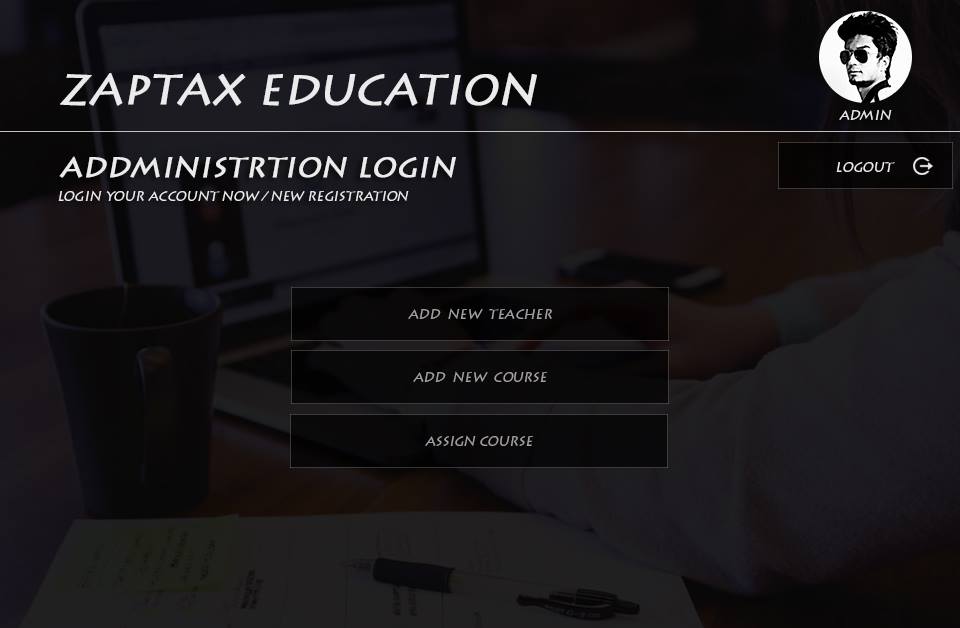 ZAPTAX EDUCATION
ADMIN
ADDMINISTRTION LOGIN
LOGOUT
LOGIN YOUR ACCOUNT NOW / NEW REGISTRATION
ADD NEW TEACHER
ADD NEW COURSE
ASSIGN COURSE